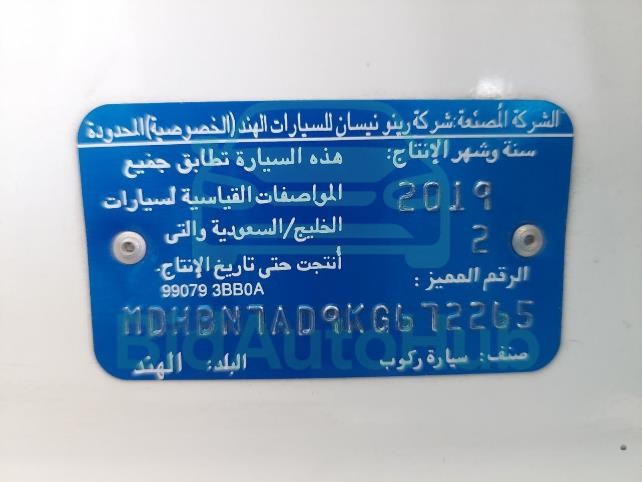 الشركة المصنعة: شركة رينو نيسان للسيارات الهند (الخصوصية) المحدودة
سنة وشهر الإنتاج:
2019
2
هذه السيارة تطابق جميع
المواصفات القياسية لسيارات
الخليج/السعودية والتى
أنتجت حتى تاريخ الإنتاج.
الرقم المميز :
99079 3BB0A
MDHBN7AD9KG672265
صنف: سيارة ركوب
البلد: الهند
BidAutoHub